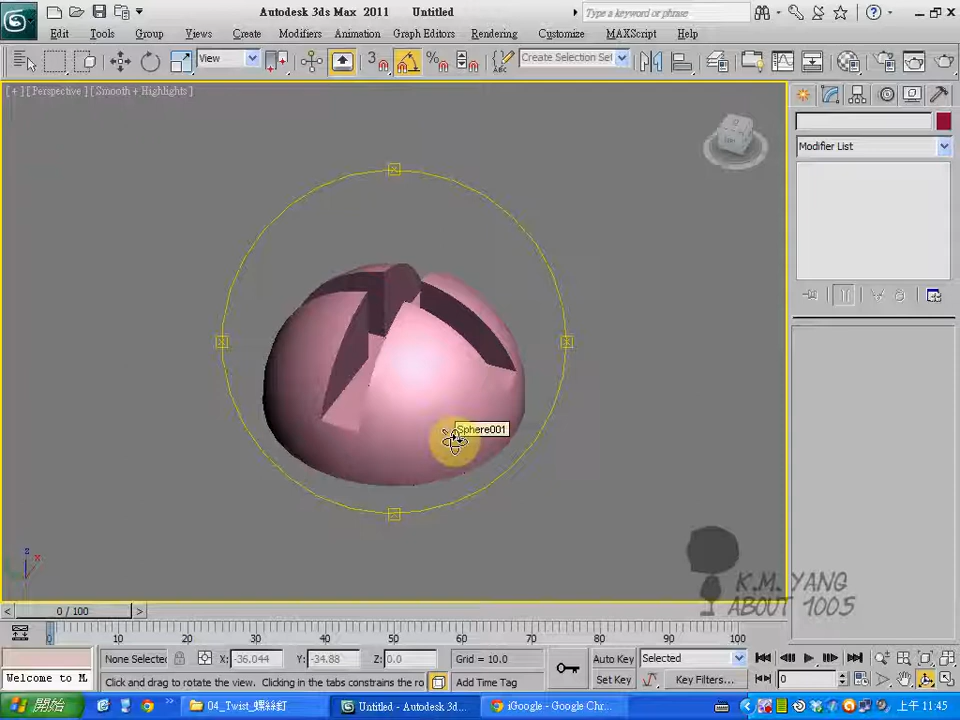 Autodesk 3ds Max 2011 Untitled
Type a keyword or phrase
Edit Tools Group Views Create Modifiers Animation Graph Editors Rendering Customize MAXScript Help
View
3
Create Selection Set
[ + ] [ Perspective ] [ Smooth + Highlights ]
Modifier List
Sphere001
z
x
K.M. YANG
ABOUT 1005
< 0 / 100 >
0 10 20 30 40 50 60 70 80 90 100
None Selected X: -36.044 Y: -34.88 Z: 0.0 Grid = 10.0 Auto Key Selected
Welcome to M. Click and drag to rotate the view. Clicking in the tabs constrains the ro Add Time Tag Set Key Key Filters... 0
開始 04_Twist_螺絲釘 Untitled - Autodesk 3d... iGoogle - Google Chr... 上午 11:45